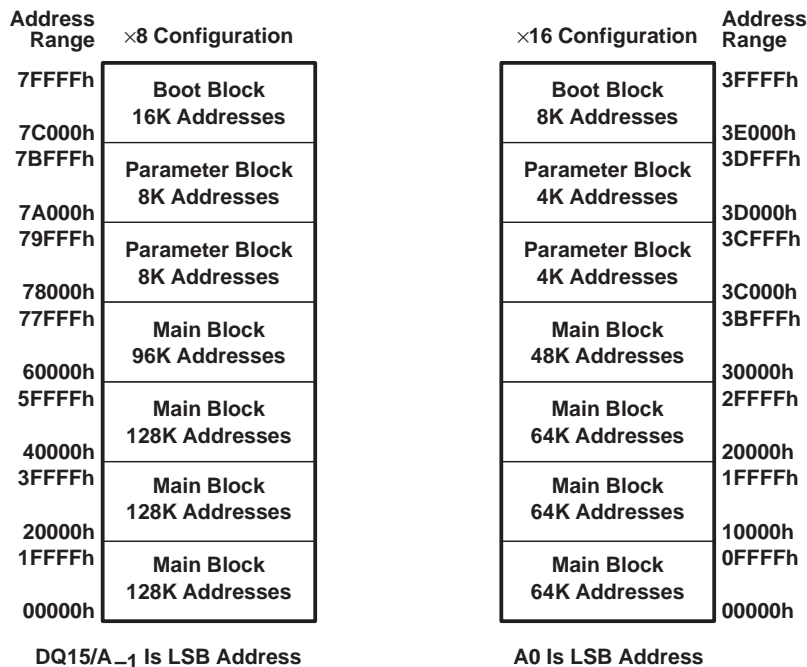 Address
Range
×8 Configuration
7FFFFh
Boot Block
16K Addresses
7C000h
7BFFFh
Parameter Block
8K Addresses
7A000h
79FFFh
Parameter Block
8K Addresses
78000h
77FFFh
Main Block
96K Addresses
60000h
5FFFFh
Main Block
128K Addresses
40000h
3FFFFh
Main Block
128K Addresses
20000h
1FFFFh
Main Block
128K Addresses
00000h
DQ15/A−1 Is LSB Address
×16 Configuration
Address
Range
Boot Block
8K Addresses
3FFFFh
3E000h
Parameter Block
4K Addresses
3DFFFh
3D000h
Parameter Block
4K Addresses
3CFFFh
3C000h
Main Block
48K Addresses
3BFFFh
30000h
Main Block
64K Addresses
2FFFFh
20000h
Main Block
64K Addresses
1FFFFh
10000h
Main Block
64K Addresses
0FFFFh
00000h
A0 Is LSB Address